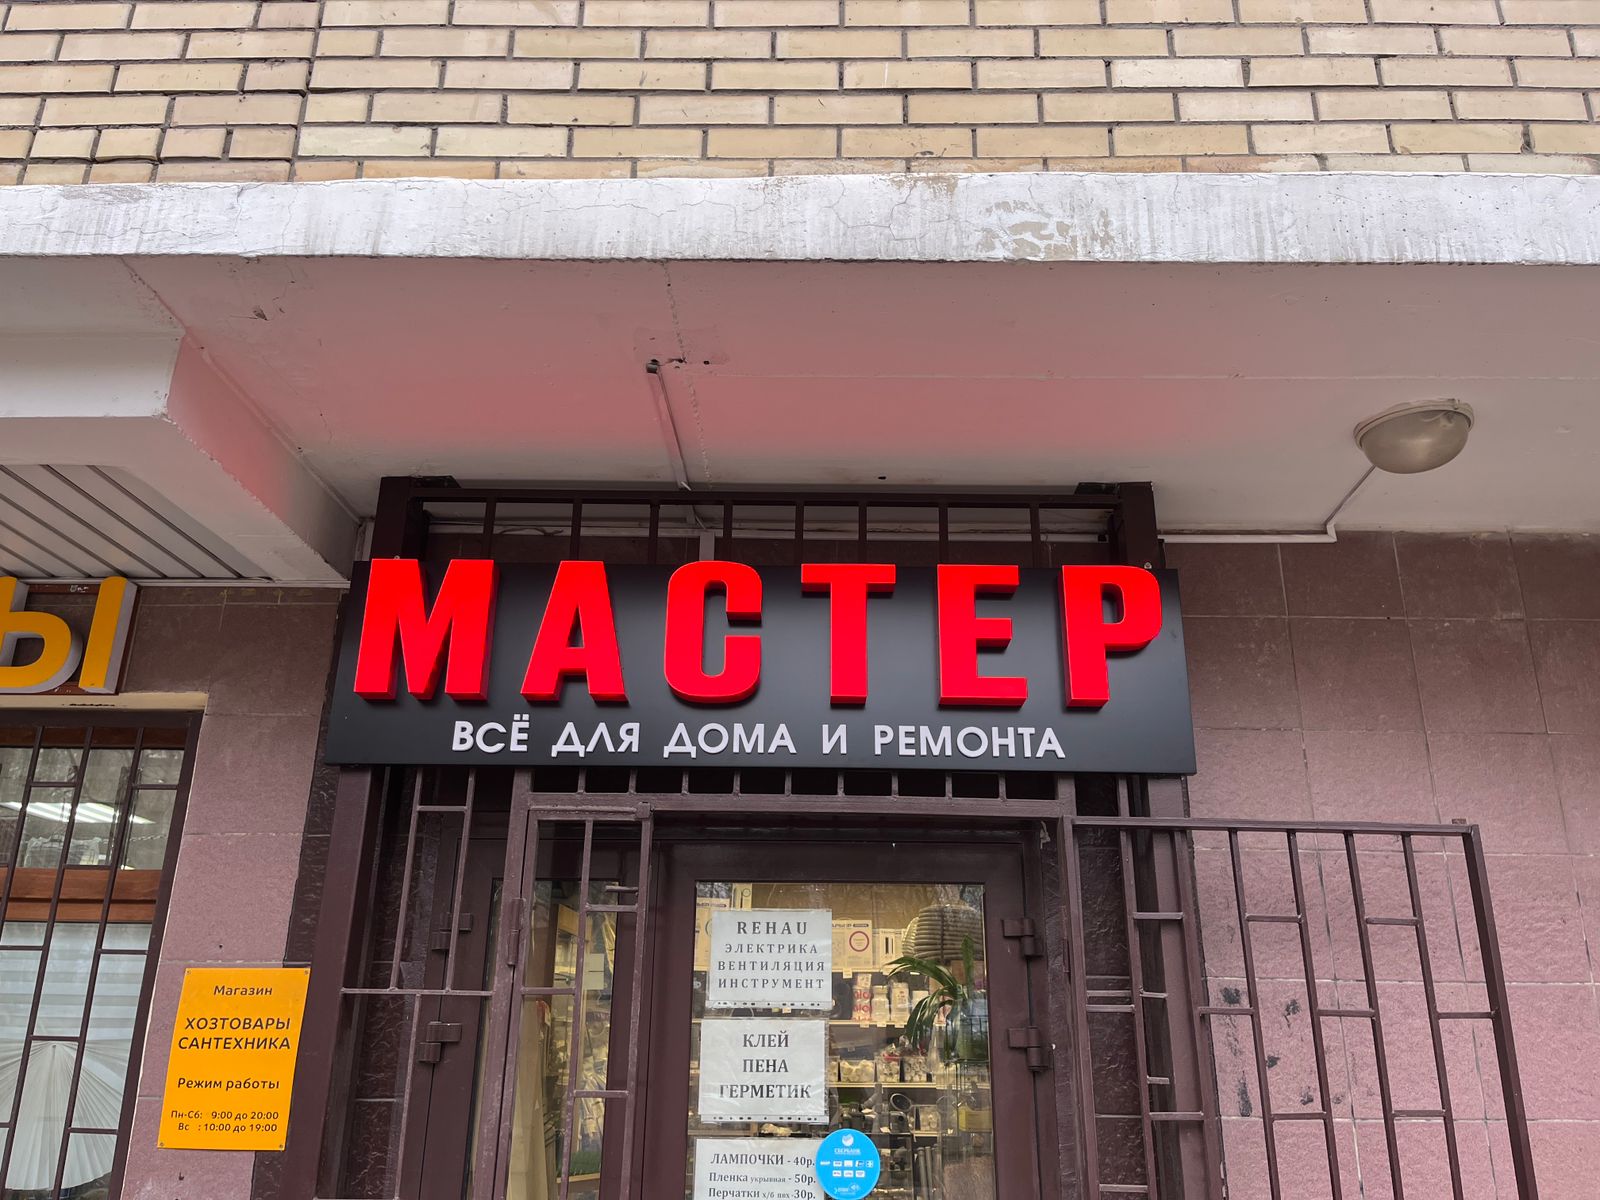 Ы
МАСТЕР
ВСЁ ДЛЯ ДОМА И РЕМОНТА
Магазин
ХОЗТОВАРЫ
САНТЕХНИКА
Режим работы
Пн-Сб: 9:00 до 20:00
Вс : 10:00 до 19:00
REHAU
ЭЛЕКТРИКА
ВЕНТИЛЯЦИЯ
ИНСТРУМЕНТ
КЛЕЙ
ПЕНА
ГЕРМЕТИК
ЛАМПОЧКИ - 40р.
Пленка укрывная - 50р.
Перчатки х/б пвх -30р.
СБЕРБАНК